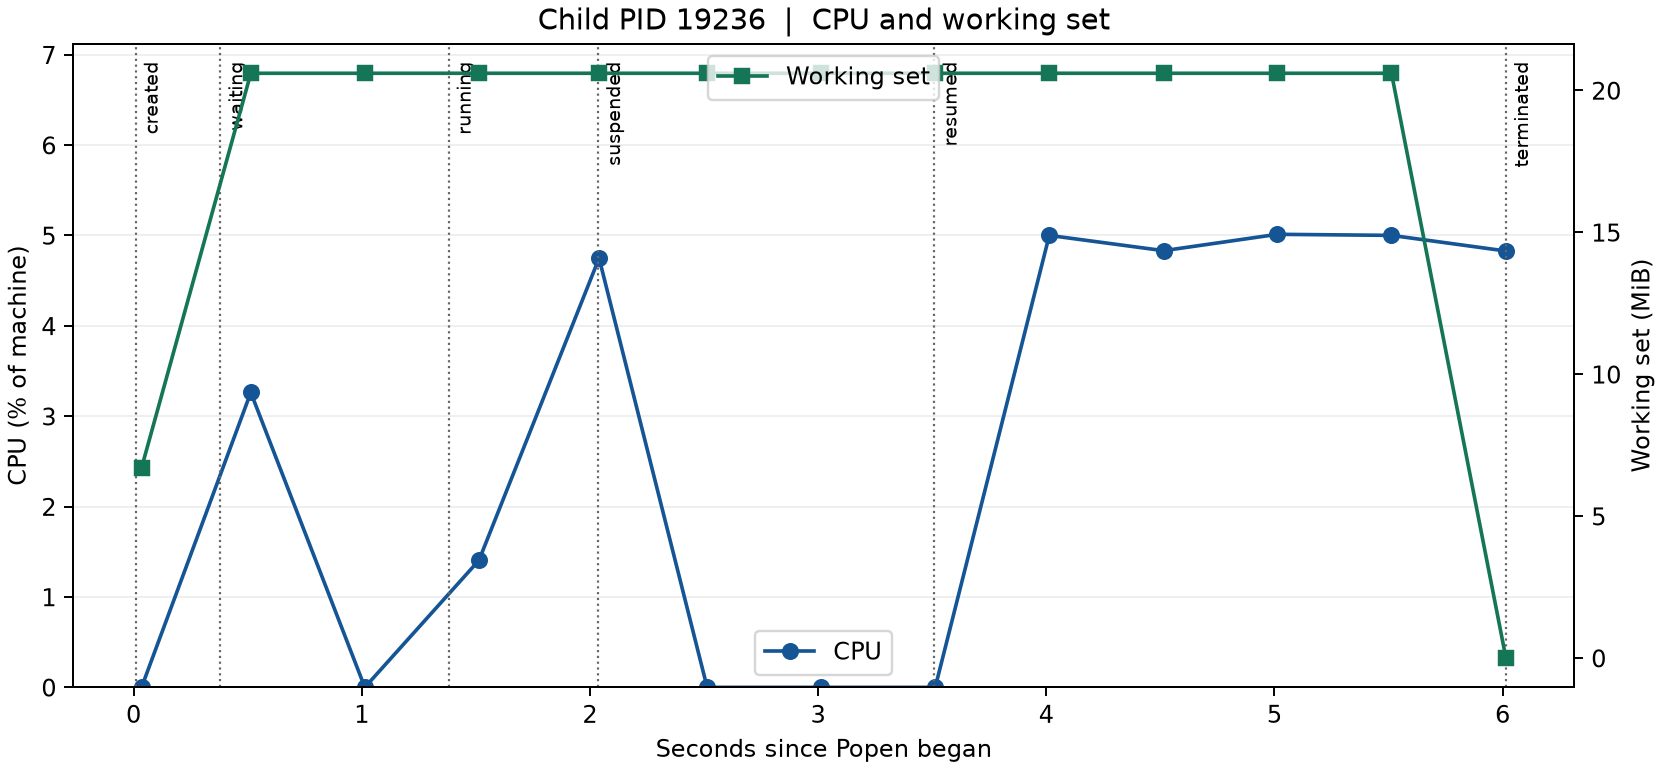 Child PID 19236 | CPU and working set
7
6
5
4
3
2
1
0
CPU (% of machine)
created
waiting
running
suspended
resumed
terminated
Working set
CPU
20
15
10
5
0
Working set (MiB)
0 1 2 3 4 5 6
Seconds since Popen began